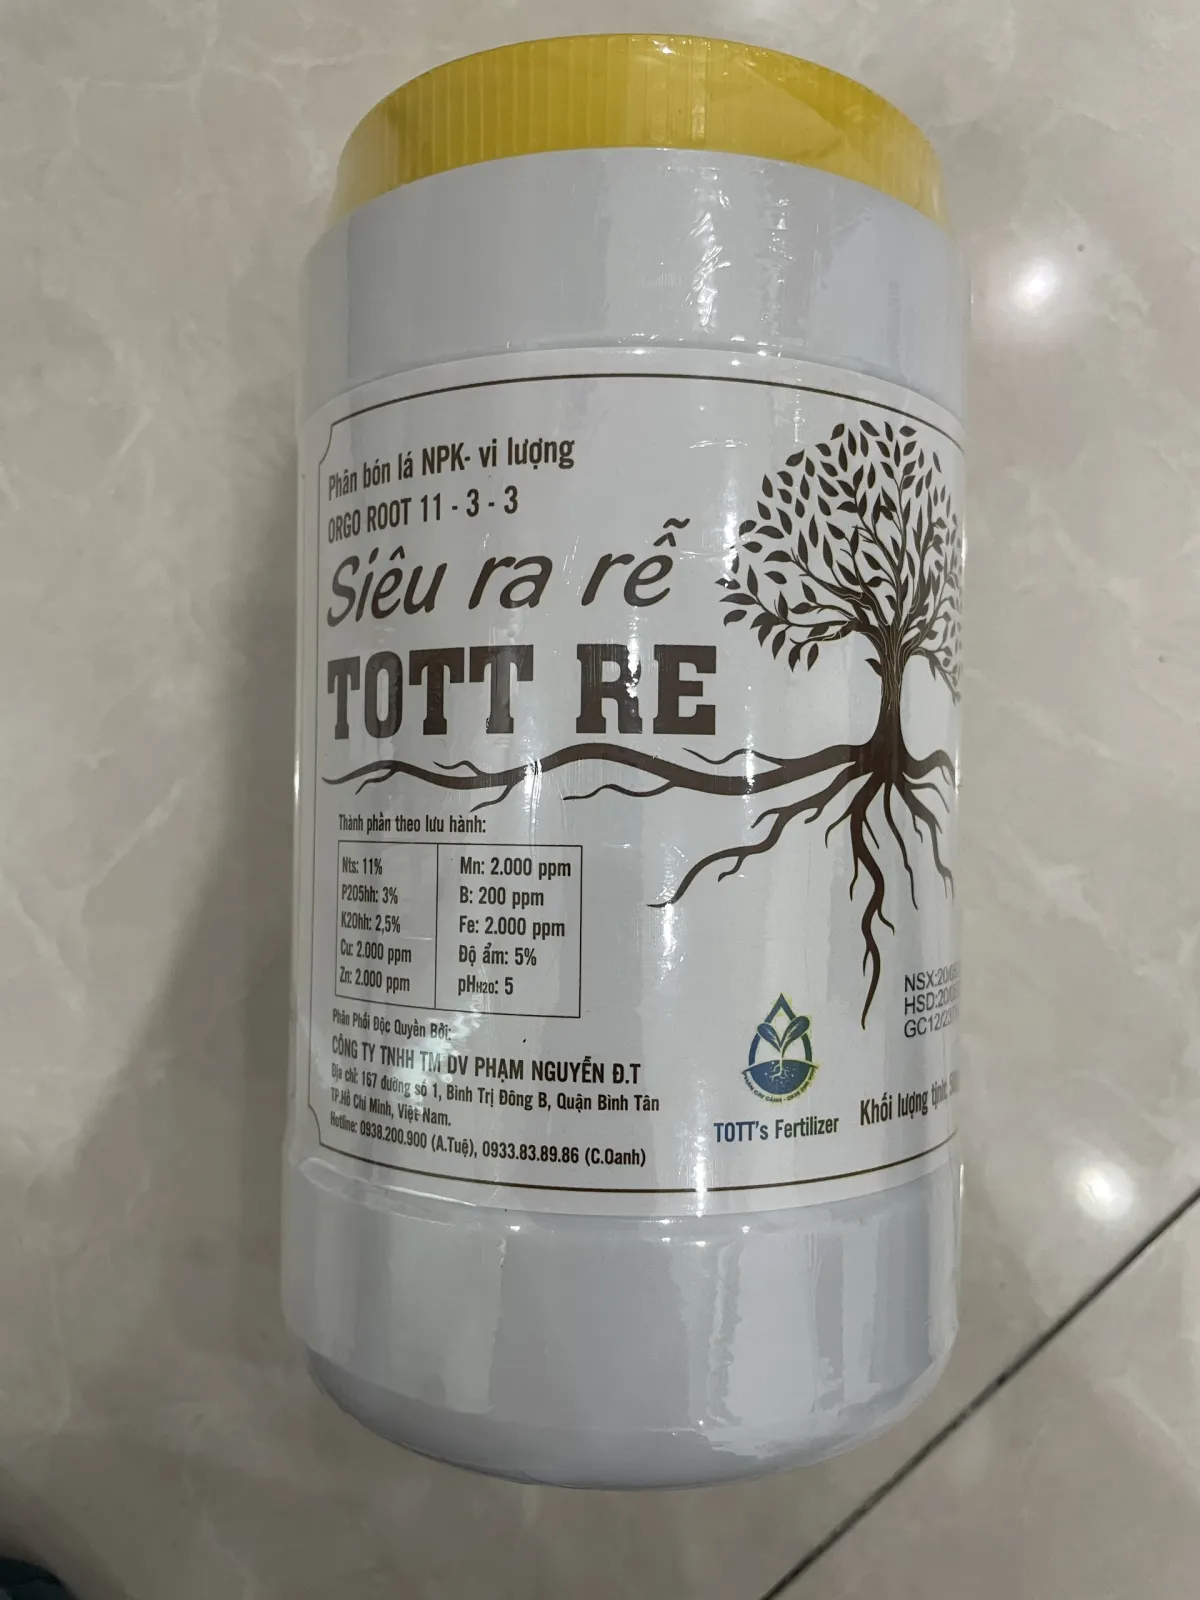 Phân bón lá NPK- vi lượng
ORGO ROOT 11 - 3 - 3
Siêu ra rễ
TOTT RE
Thành phần theo lưu hành:
Nts: 11%
P2O5hh: 3%
K2Ohh: 2,5%
Cu: 2.000 ppm
Zn: 2.000 ppm
Mn: 2.000 ppm
B: 200 ppm
Fe: 2.000 ppm
Độ ẩm: 5%
pHH2O: 5
Phân Phối Độc Quyền Bởi:
CÔNG TY TNHH TM DV PHẠM NGUYỄN Đ.T
Địa chỉ: 167 đường số 1, Bình Trị Đông B, Quận Bình Tân
TP.Hồ Chí Minh, Việt Nam.
Hotline: 0938.200.900 (A.Tuệ), 0933.83.89.86 (C.Oanh)
TOTT's Fertilizer
NSX:
HSD:
Khối lượng tịnh: